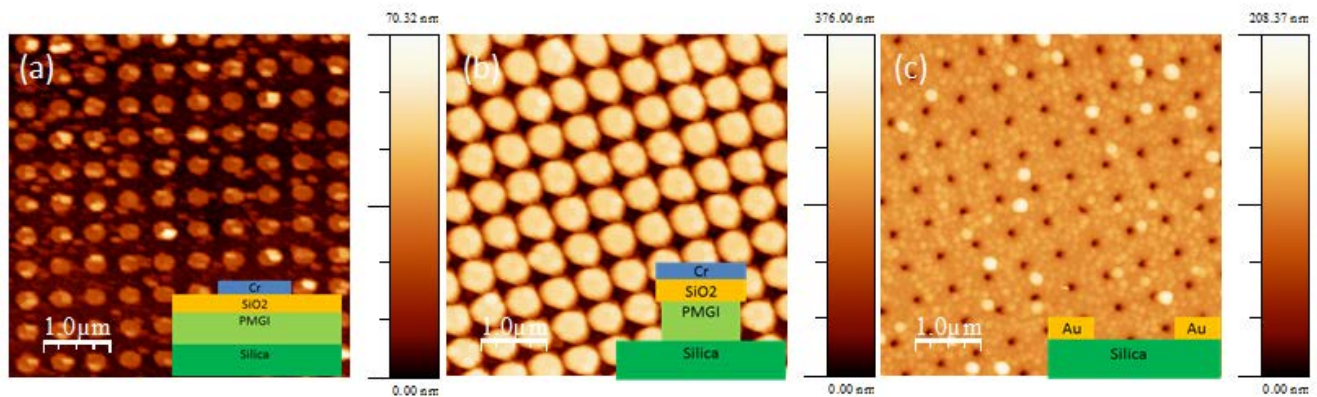 70.32 nm
(a)
Cr
SiO2
PMGI
Silica
1.0µm
0.00 nm
376.00 nm
(b)
Cr
SiO2
PMGI
Silica
1.0µm
0.00 nm
208.37 nm
(c)
Au
Au
Silica
1.0µm
0.00 nm